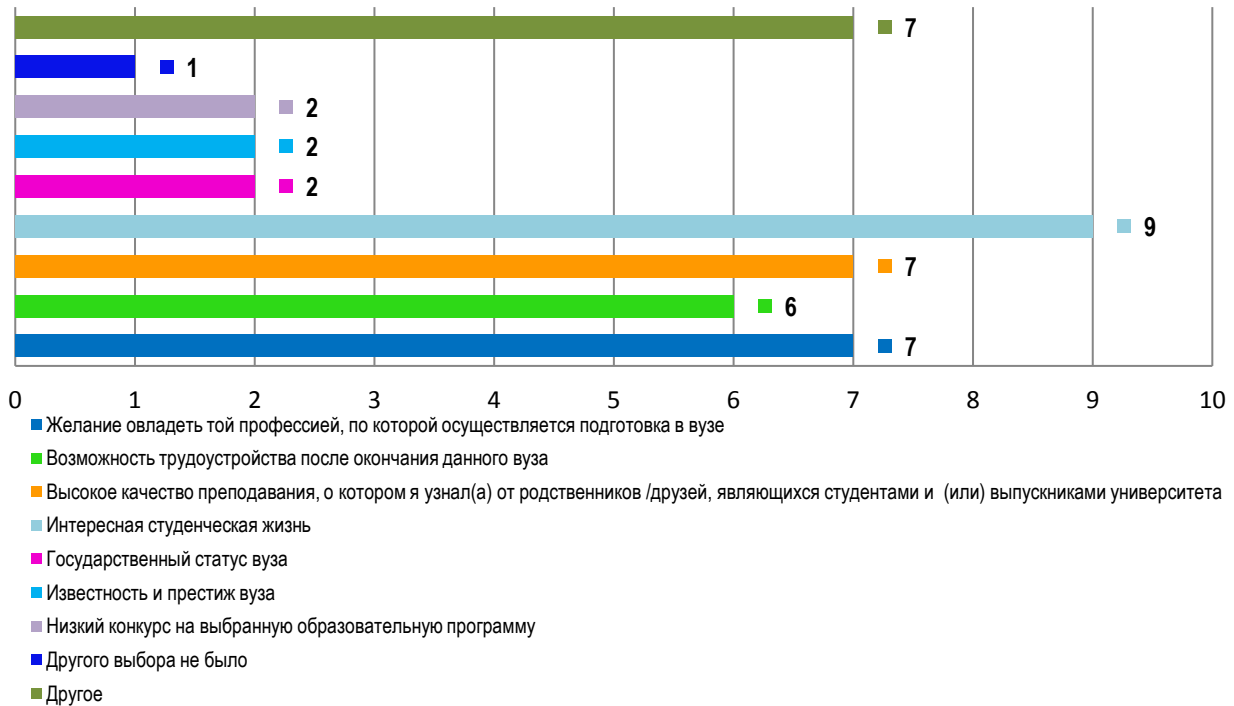 7
1
2
2
2
9
7
6
7
0 1 2 3 4 5 6 7 8 9 10
Желание овладеть той профессией, по которой осуществляется подготовка в вузе
Возможность трудоустройства после окончания данного вуза
Высокое качество преподавания, о котором я узнал(а) от родственников /друзей, являющихся студентами и (или) выпускниками университета
Интересная студенческая жизнь
Государственный статус вуза
Известность и престиж вуза
Низкий конкурс на выбранную образовательную программу
Другого выбора не было
Другое